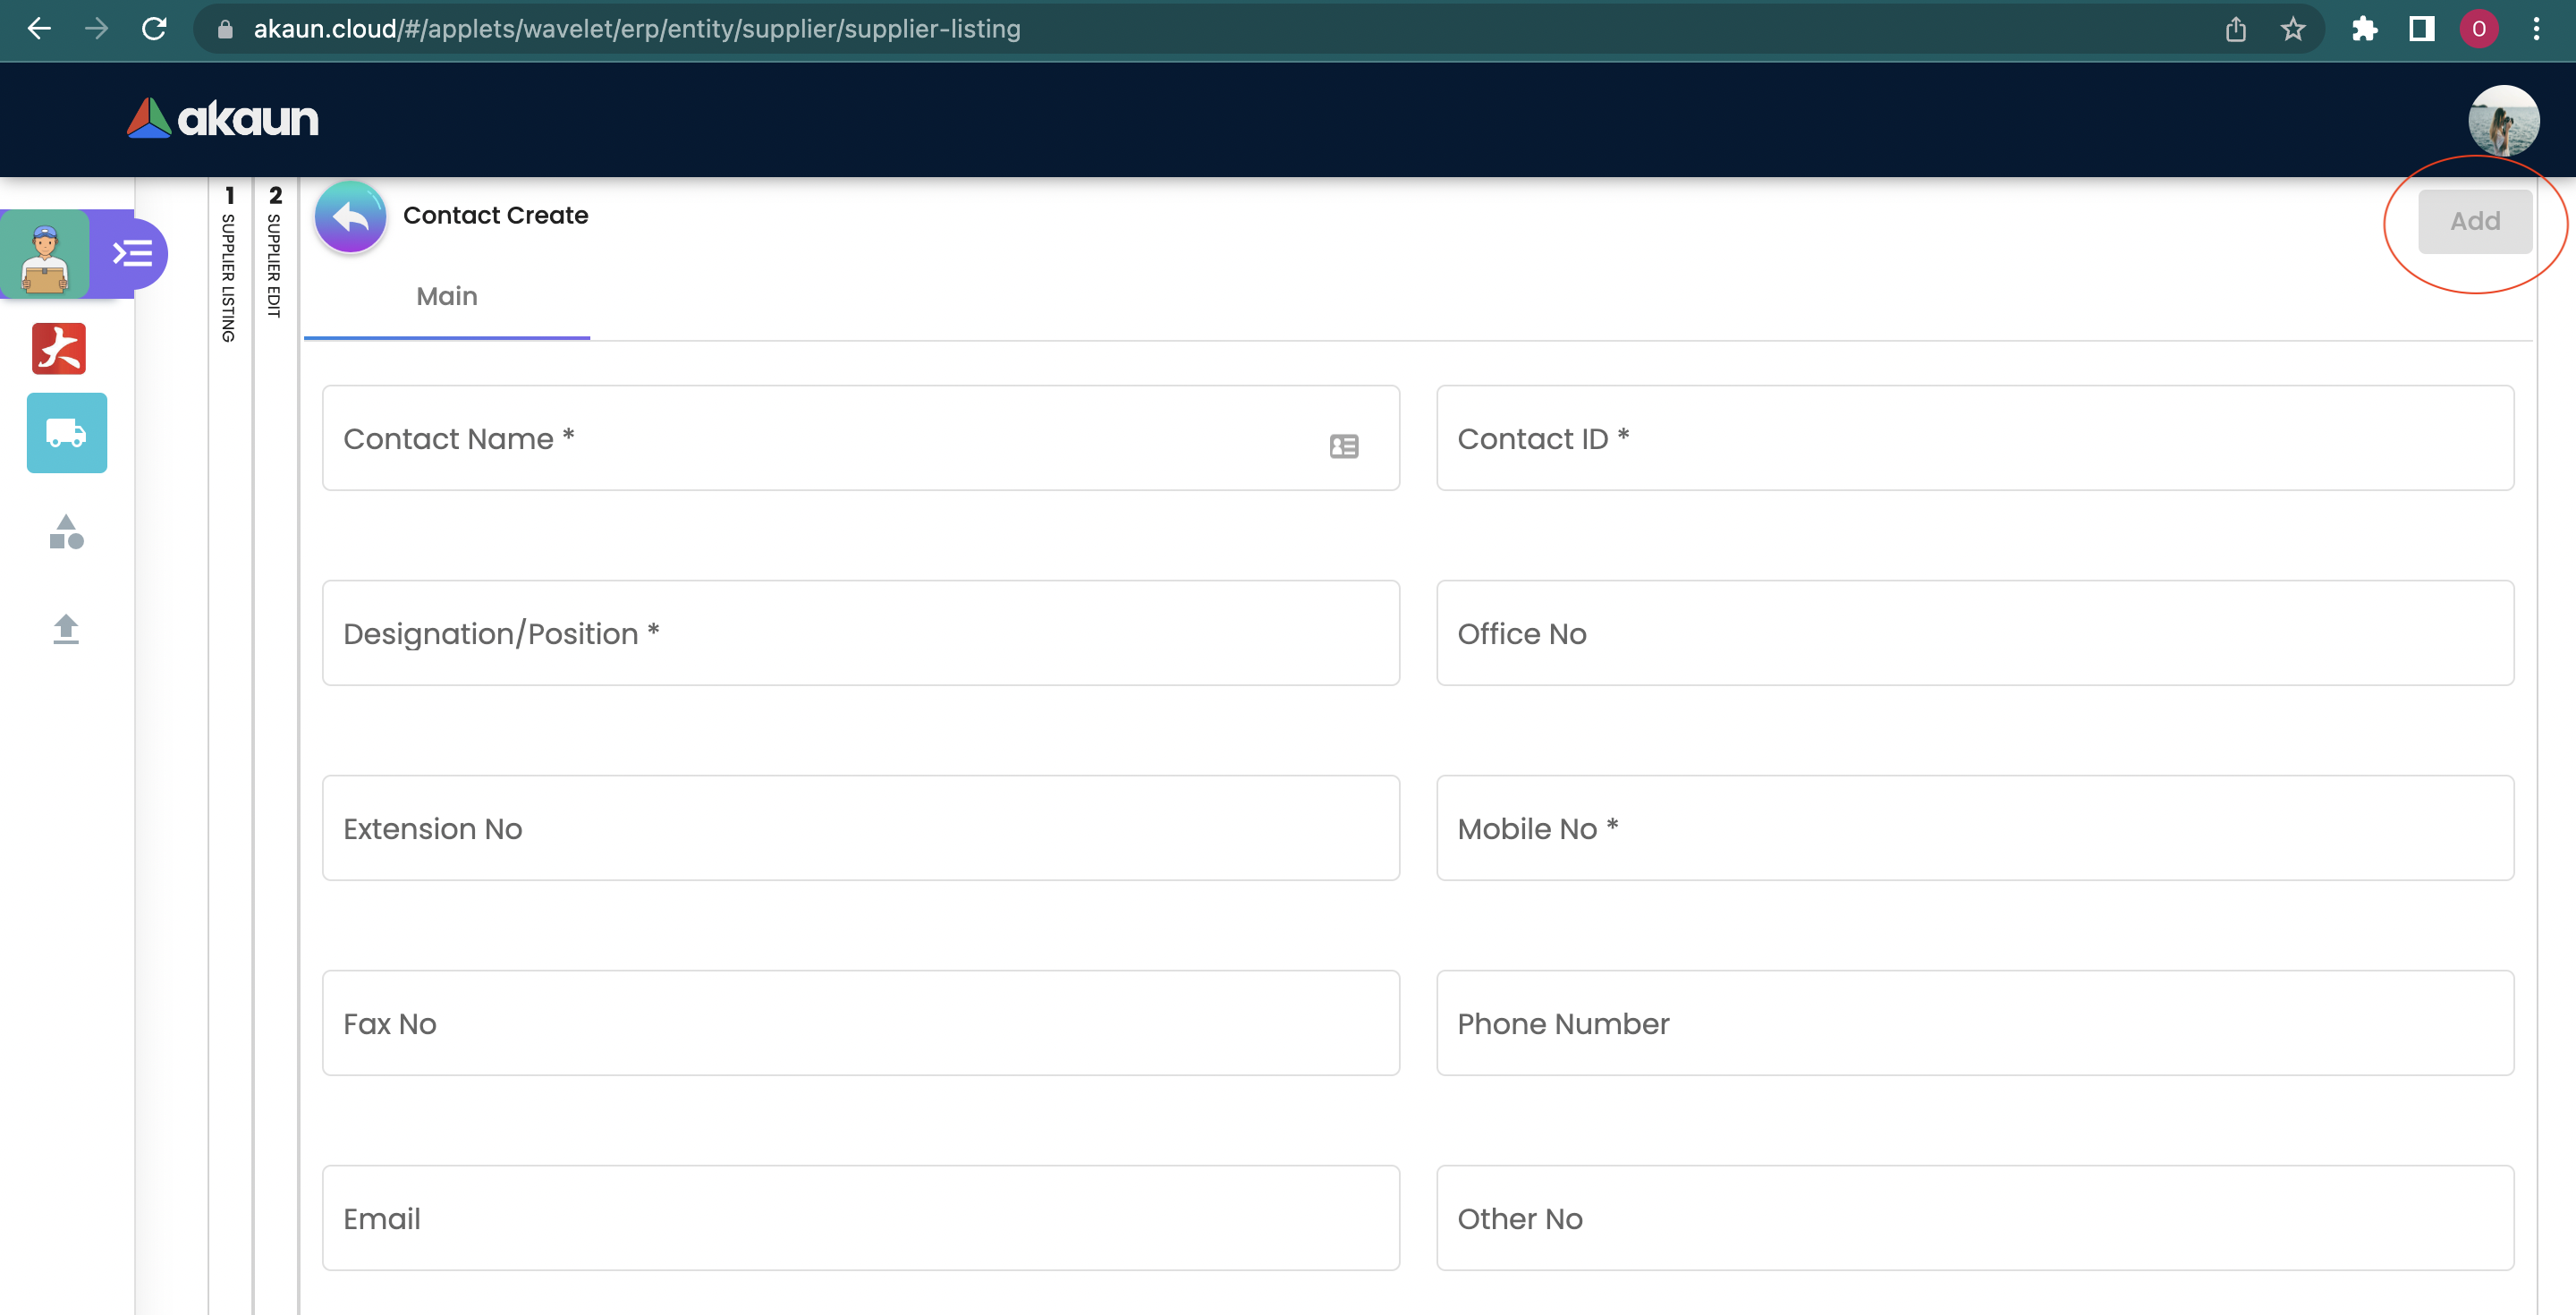 akaun.cloud/#/applets/wavelet/erp/entity/supplier/supplier-listing
O
akaun
1
SUPPLIER LISTING
2
SUPPLIER EDIT
Contact Create
Add
Main
Contact Name *
Contact ID *
Designation/Position *
Office No
Extension No
Mobile No *
Fax No
Phone Number
Email
Other No